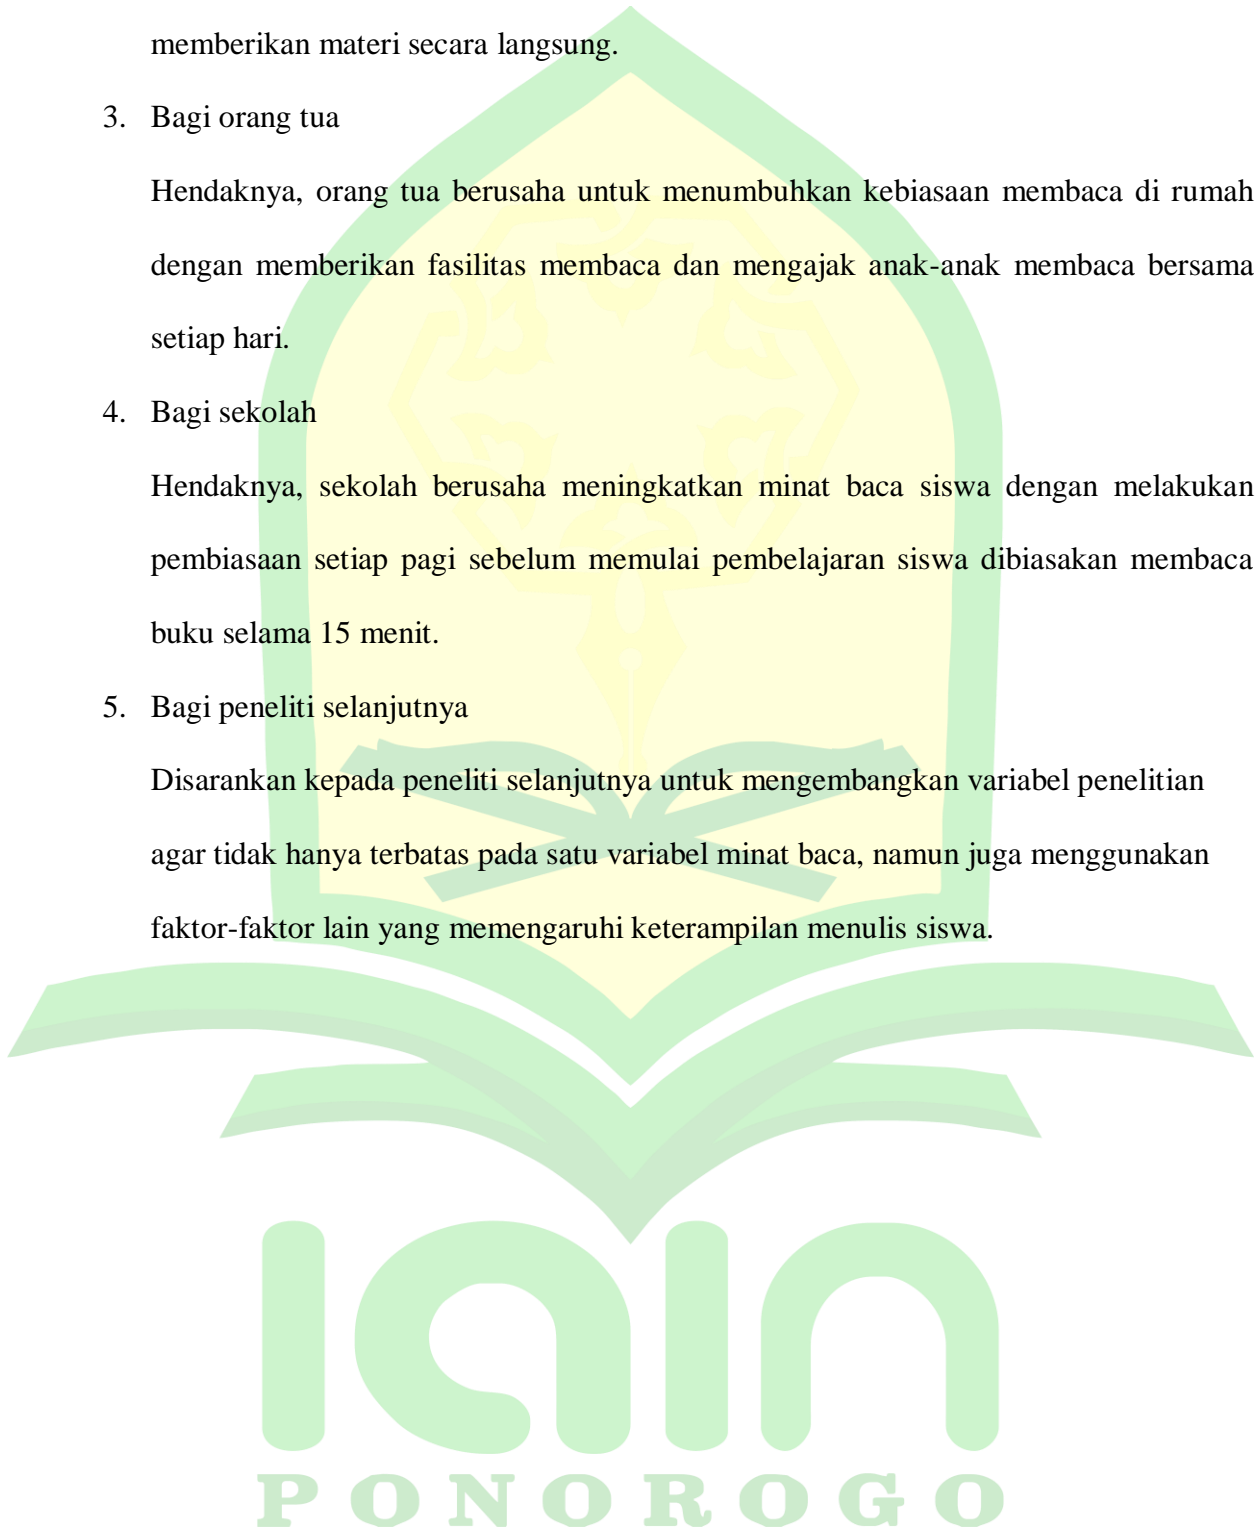 memberikan materi secara langsung.
3. Bagi orang tua
Hendaknya, orang tua berusaha untuk menumbuhkan kebiasaan membaca di rumah
dengan memberikan fasilitas membaca dan mengajak anak-anak membaca bersama
setiap hari.
4. Bagi sekolah
Hendaknya, sekolah berusaha meningkatkan minat baca siswa dengan melakukan
pembiasaan setiap pagi sebelum memulai pembelajaran siswa dibiasakan membaca
buku selama 15 menit.
5. Bagi peneliti selanjutnya
Disarankan kepada peneliti selanjutnya untuk mengembangkan variabel penelitian
agar tidak hanya terbatas pada satu variabel minat baca, namun juga menggunakan
faktor-faktor lain yang memengaruhi keterampilan menulis siswa.
iain
PONOROGO